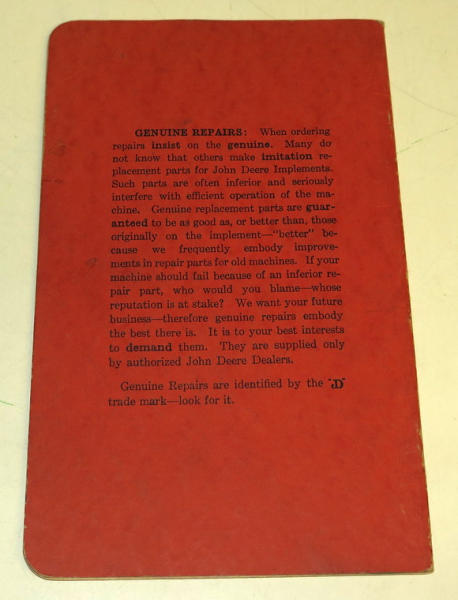 GENUINE REPAIRS: When ordering
repairs insist on the genuine. Many do
not know that others make imitation re-
placement parts for John Deere Implements.
Such parts are often inferior and seriously
interfere with efficient operation of the ma-
chine. Genuine replacement parts are guar-
anteed to be as good as, or better than, those
originally on the implement—"better" be-
cause we frequently embody improve-
ments in repair parts for old machines. If your
machine should fail because of an inferior re-
pair part, who would you blame—whose
reputation is at stake? We want your future
business—therefore genuine repairs embody
the best there is. It is to your best interests
to demand them. They are supplied only
by authorized John Deere Dealers.
Genuine Repairs are identified by the "JD"
trade mark—look for it.